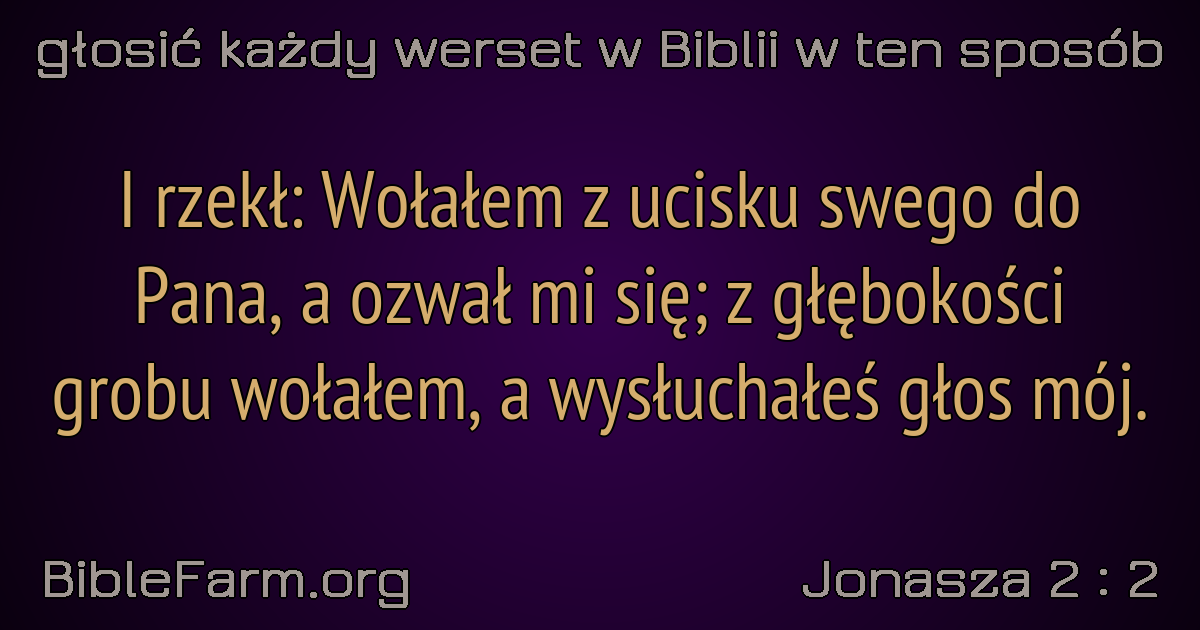 głosić każdy werset w Biblii w ten sposób
I rzekł: Wołałem z ucisku swego do
Pana, a ozwał mi się; z głębokości
grobu wołałem, a wysłuchałeś głos mój.
BibleFarm.org
Jonasza 2 : 2